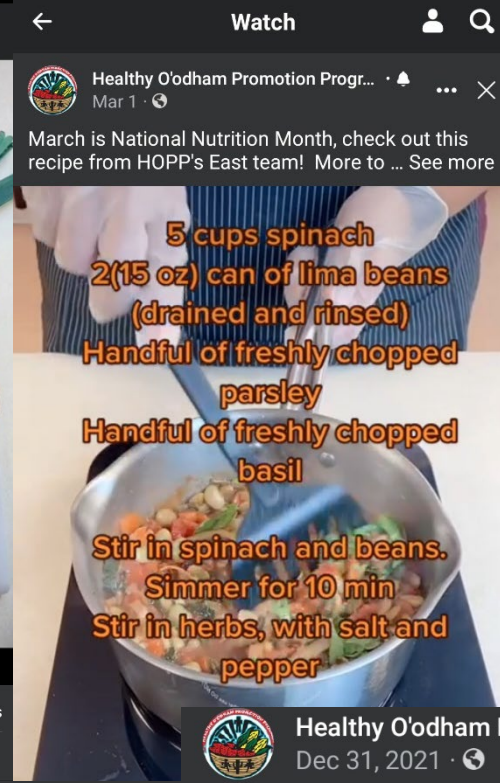 Watch
Healthy O'odham Promotion Progr... ·
Mar 1 ·
March is National Nutrition Month, check out this
recipe from HOPP's East team! More to ... See more
5 cups spinach
2(15 oz) can of lima beans
(drained and rinsed)
Handful of freshly chopped
parsley
Handful of freshly chopped
basil
Stir in spinach and beans.
Simmer for 10 min
Stir in herbs, with salt and
pepper
Healthy O'odham
Dec 31, 2021 ·